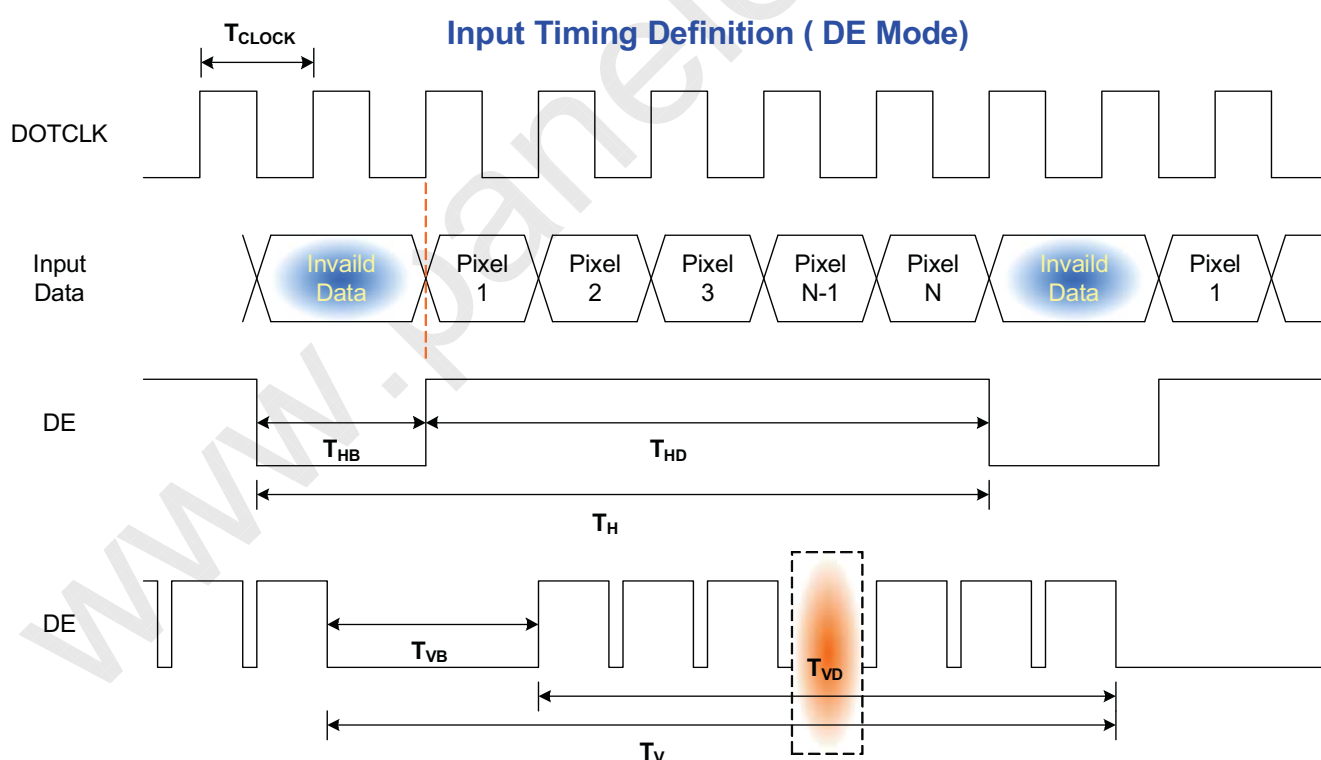 Input Timing Definition ( DE Mode)
TCLOCK
DOTCLK
Input
Data
Invaild
Data
Pixel
1
Pixel
2
Pixel
3
Pixel
N-1
Pixel
N
Invaild
Data
Pixel
1
DE
THB
THD
TH
DE
TVB
TVD
TV
www.panel